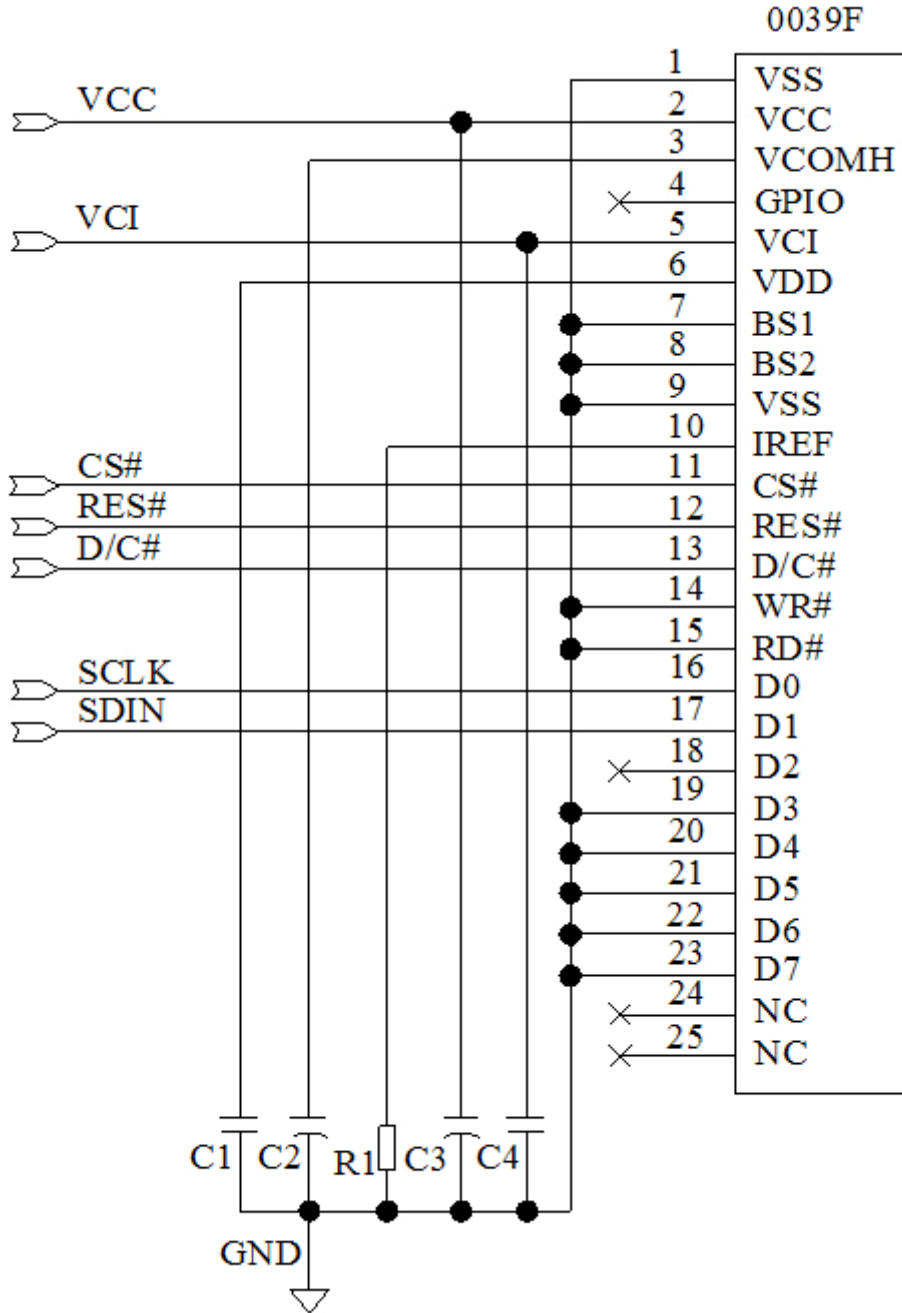 0039F
1 VSS
VCC 2 VCC
3 VCOMH
4 GPIO
VCI 5 VCI
6 VDD
7 BS1
8 BS2
9 VSS
10 IREF
CS# 11 CS#
RES# 12 RES#
D/C# 13 D/C#
14 WR#
15 RD#
SCLK 16 D0
SDIN 17 D1
18 D2
19 D3
20 D4
21 D5
22 D6
23 D7
24 NC
25 NC
C1 C2 R1 C3 C4
GND